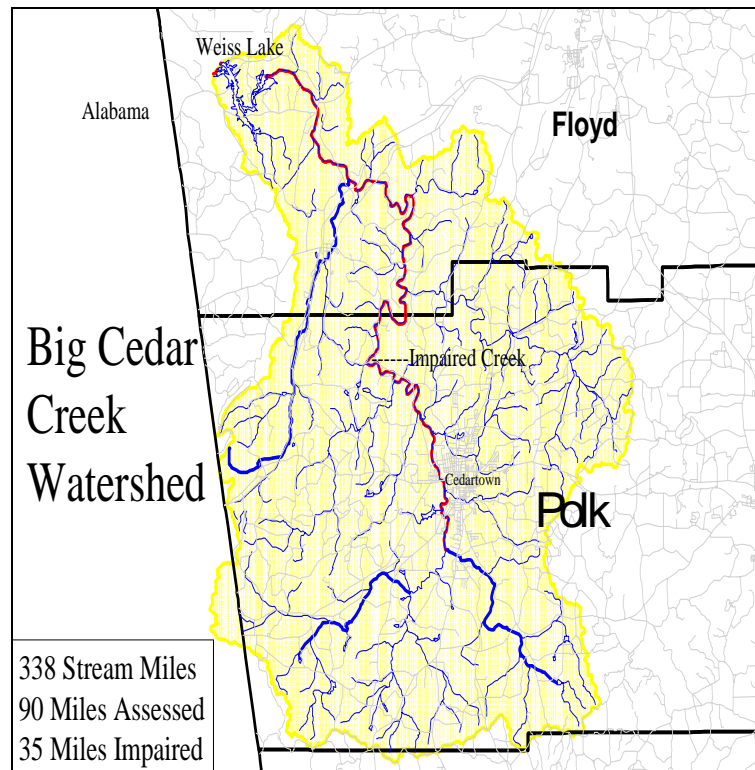 Weiss Lake
Alabama
Floyd
Big Cedar
Creek
Watershed
Impaired Creek
Cedartown
Polk
338 Stream Miles
90 Miles Assessed
35 Miles Impaired